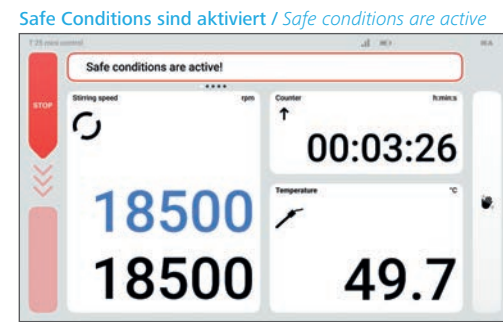 Safe Conditions sind aktiviert / Safe conditions are active
T 25 mini control
Safe conditions are active!
STOP
Stirring speed rpm
18500
18500
Counter h:min:s
00:03:26
Temperature °C
49.7